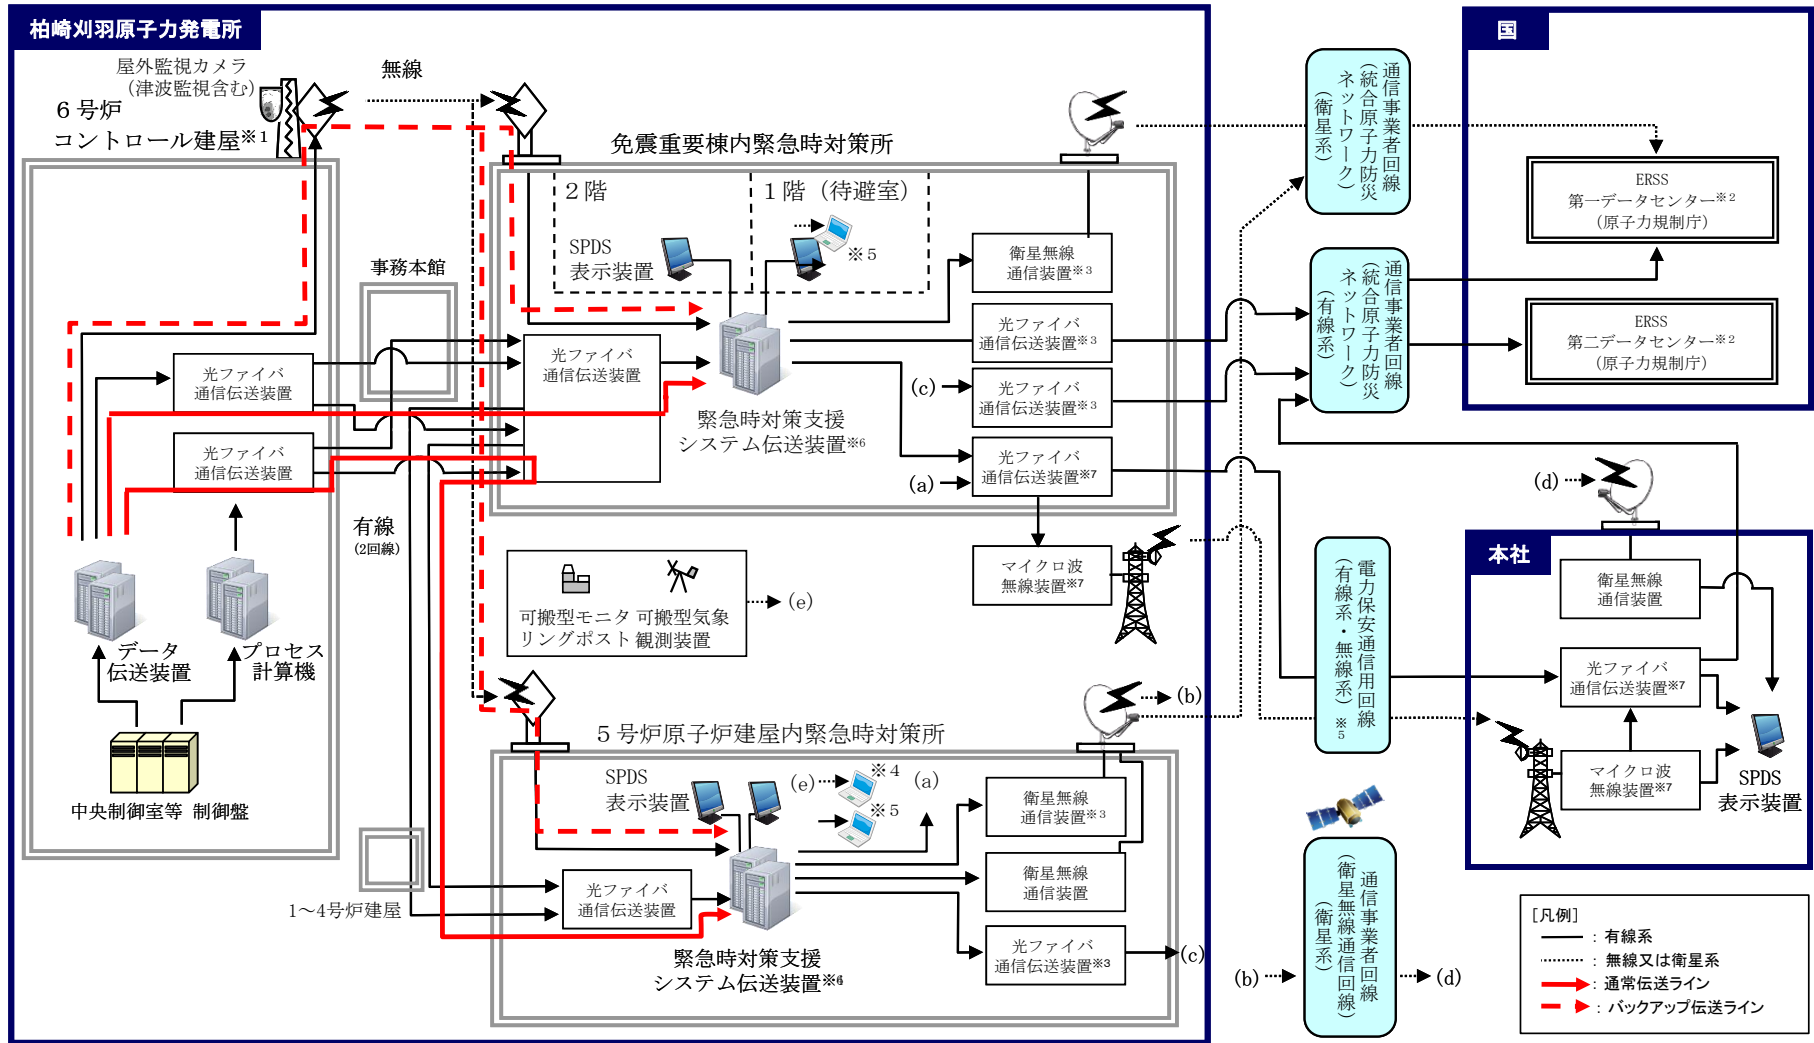 柏崎刈羽原子力発電所
屋外監視カメラ
(津波監視含む)
6号炉
コントロール建屋※1
無線
光ファイバ
通信伝送装置
光ファイバ
通信伝送装置
データ
伝送装置
プロセス
計算機
中央制御室等 制御盤
事務本館
有線
(2回線)
1～4号炉建屋
免震重要棟内緊急時対策所
2階
1階（待避室）
SPDS
表示装置
※5
光ファイバ
通信伝送装置
緊急時対策支援
システム伝送装置※6
衛星無線
通信装置※3
光ファイバ
通信伝送装置※3
(c)
光ファイバ
通信伝送装置※3
(a)
光ファイバ
通信伝送装置※7
マイクロ波
無線装置※7
可搬型モニタ
リングポスト
可搬型気象
観測装置
(e)
5号炉原子炉建屋内緊急時対策所
SPDS
表示装置
(e)
※4
※5
(a)
(b)
光ファイバ
通信伝送装置
緊急時対策支援
システム伝送装置※6
衛星無線
通信装置※3
衛星無線
通信装置
光ファイバ
通信伝送装置※3
(c)
通信事業者回線
(統合原子力防災
ネットワーク)
(衛星系)
通信事業者回線
(統合原子力防災
ネットワーク)
(有線系)
電力保安通信用回線
(有線系・無線系)※5
通信事業者回線
(衛星無線通信回線)
(衛星系)
(b)
(d)
国
ERSS
第一データセンター※2
(原子力規制庁)
ERSS
第二データセンター※2
(原子力規制庁)
(d)
本社
衛星無線
通信装置
光ファイバ
通信伝送装置※7
マイクロ波
無線装置※7
SPDS
表示装置
[凡例]
：有線系
：無線又は衛星系
：通常伝送ライン
：バックアップ伝送ライン